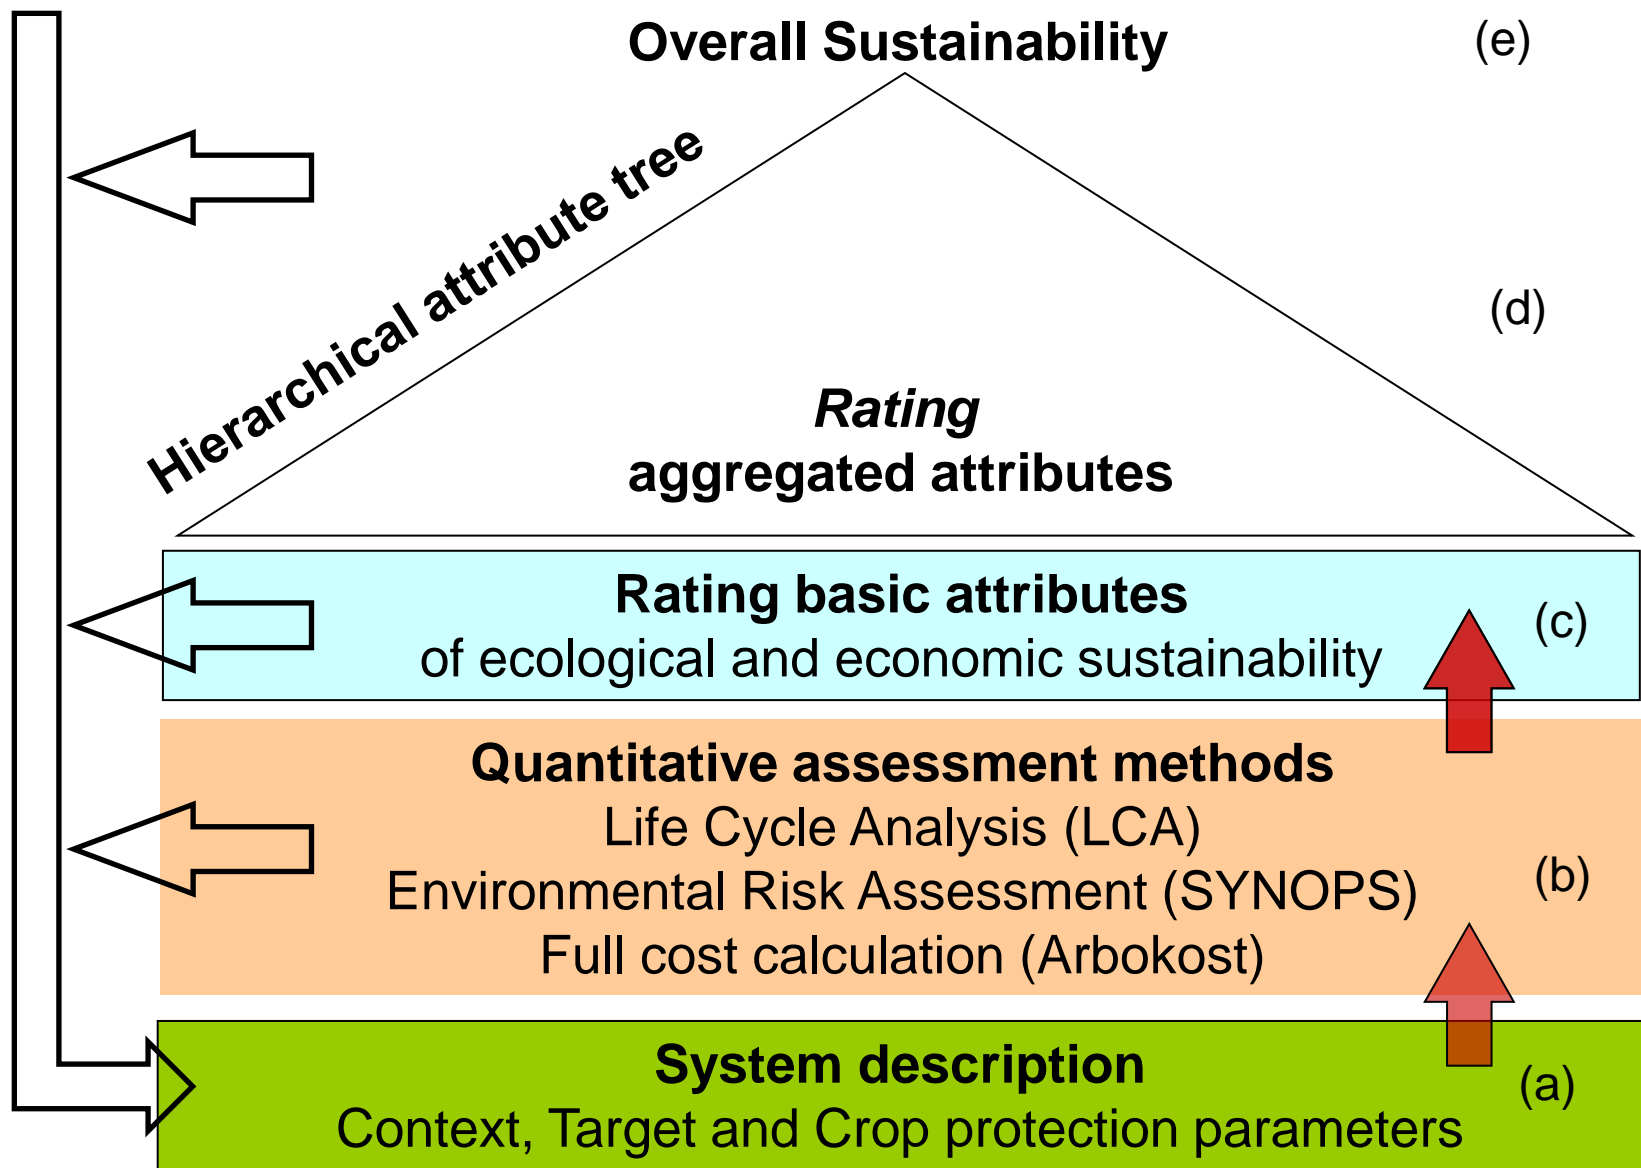 Overall Sustainability
(e)
Hierarchical attribute tree
(d)
Rating
aggregated attributes
Rating basic attributes
of ecological and economic sustainability
(c)
Quantitative assessment methods
Life Cycle Analysis (LCA)
Environmental Risk Assessment (SYNOPS)
(b)
Full cost calculation (Arbokost)
System description
(a)
Context, Target and Crop protection parameters